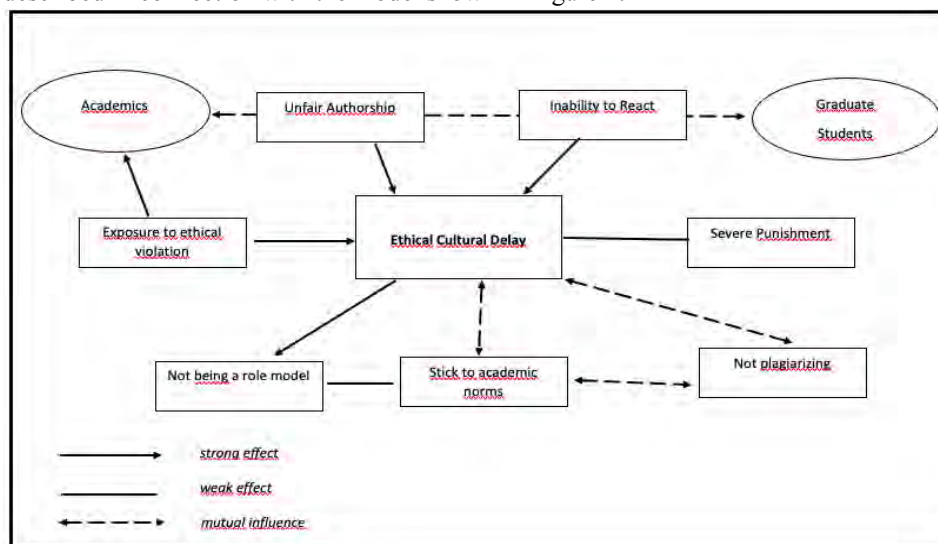 Academics
Unfair Authorship
Inability to React
Graduate
Students
Exposure to ethical
violation
Ethical Cultural Delay
Severe Punishment
Not being a role model
Stick to academic
norms
Not plagiarizing
strong effect
weak effect
mutual influence